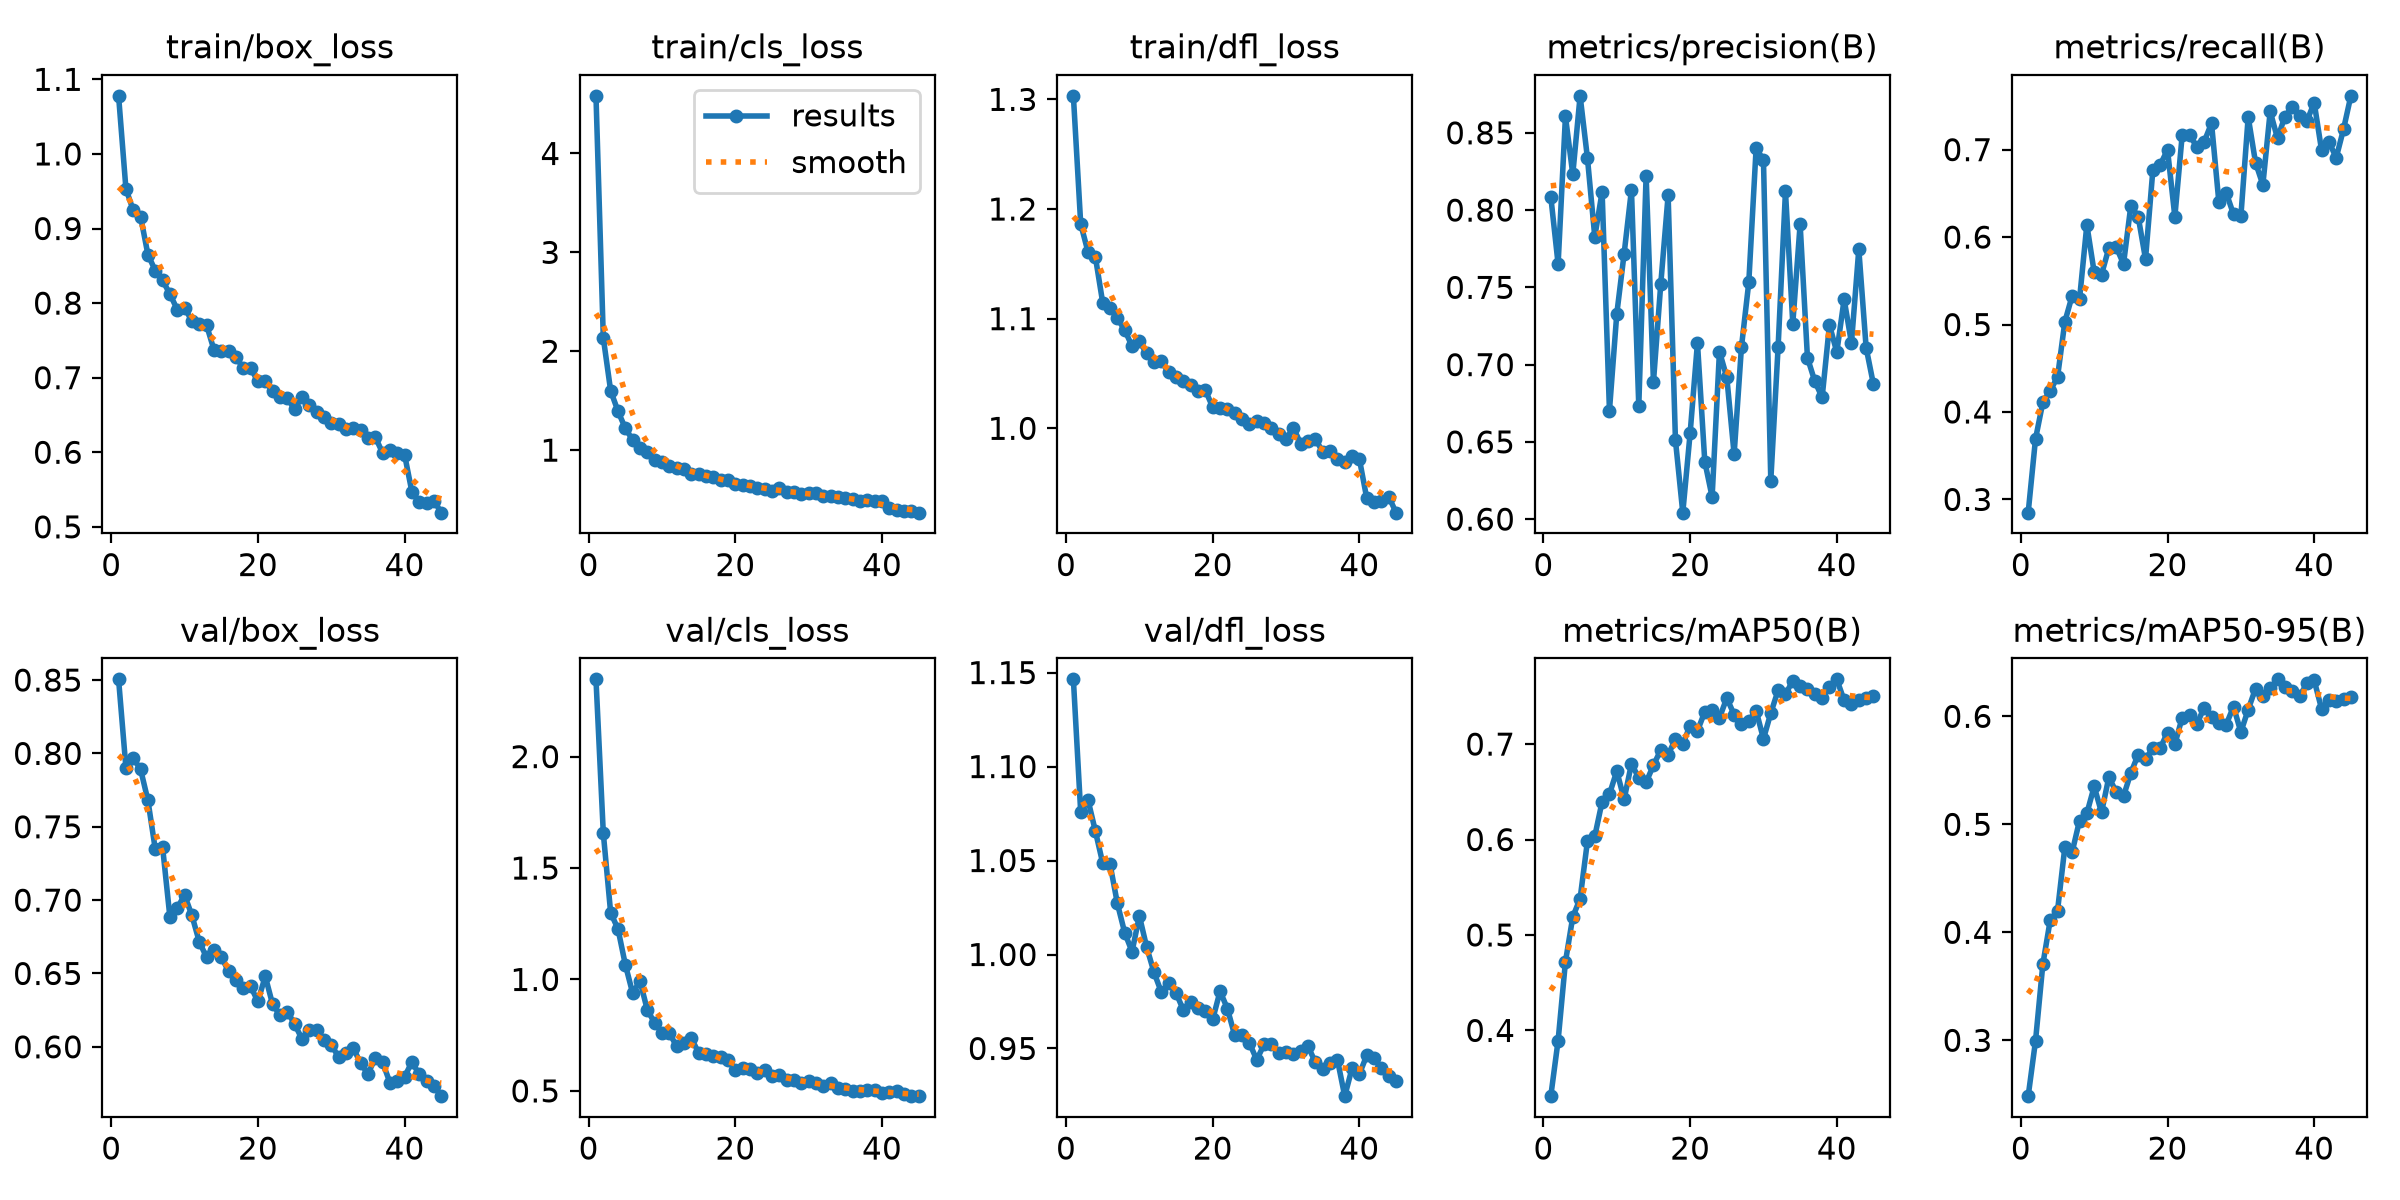 train/box_loss
1.1
1.0
0.9
0.8
0.7
0.6
0.5
0 20 40
train/cls_loss
results
smooth
4
3
2
1
0 20 40
train/dfl_loss
1.3
1.2
1.1
1.0
0 20 40
metrics/precision(B)
0.85
0.80
0.75
0.70
0.65
0.60
0 20 40
metrics/recall(B)
0.7
0.6
0.5
0.4
0.3
0 20 40
val/box_loss
0.85
0.80
0.75
0.70
0.65
0.60
0 20 40
val/cls_loss
2.0
1.5
1.0
0.5
0 20 40
val/dfl_loss
1.15
1.10
1.05
1.00
0.95
0 20 40
metrics/mAP50(B)
0.7
0.6
0.5
0.4
0 20 40
metrics/mAP50-95(B)
0.6
0.5
0.4
0.3
0 20 40